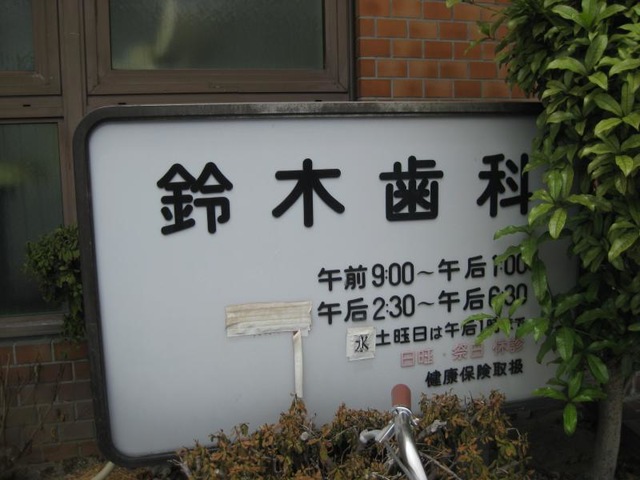 鈴木歯科
午前9:00～午后1:00
午后2:30～午后6:30
水 土曜日は午后1
日曜・祭日 休診
健康保険取扱